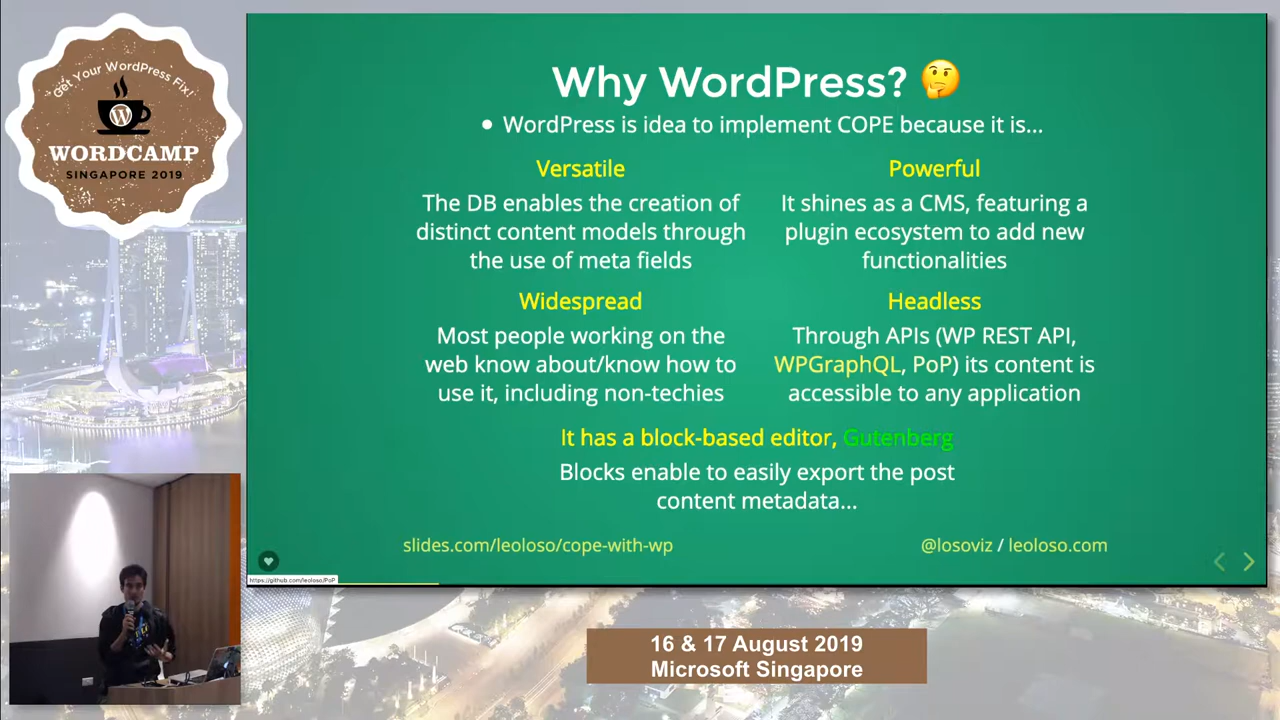 Get Your WordPress Fix!
WORDCAMP
SINGAPORE 2019
Why WordPress? 🤔
• WordPress is idea to implement COPE because it is...
Versatile
The DB enables the creation of
distinct content models through
the use of meta fields
Powerful
It shines as a CMS, featuring a
plugin ecosystem to add new
functionalities
Widespread
Most people working on the
web know about/know how to
use it, including non-techies
Headless
Through APIs (WP REST API,
WPGraphQL, PoP) its content is
accessible to any application
It has a block-based editor, Gutenberg
Blocks enable to easily export the post
content metadata...
slides.com/leoloso/cope-with-wp
@losoviz / leoloso.com
https://github.com/leoloso/PoP
16 & 17 August 2019
Microsoft Singapore